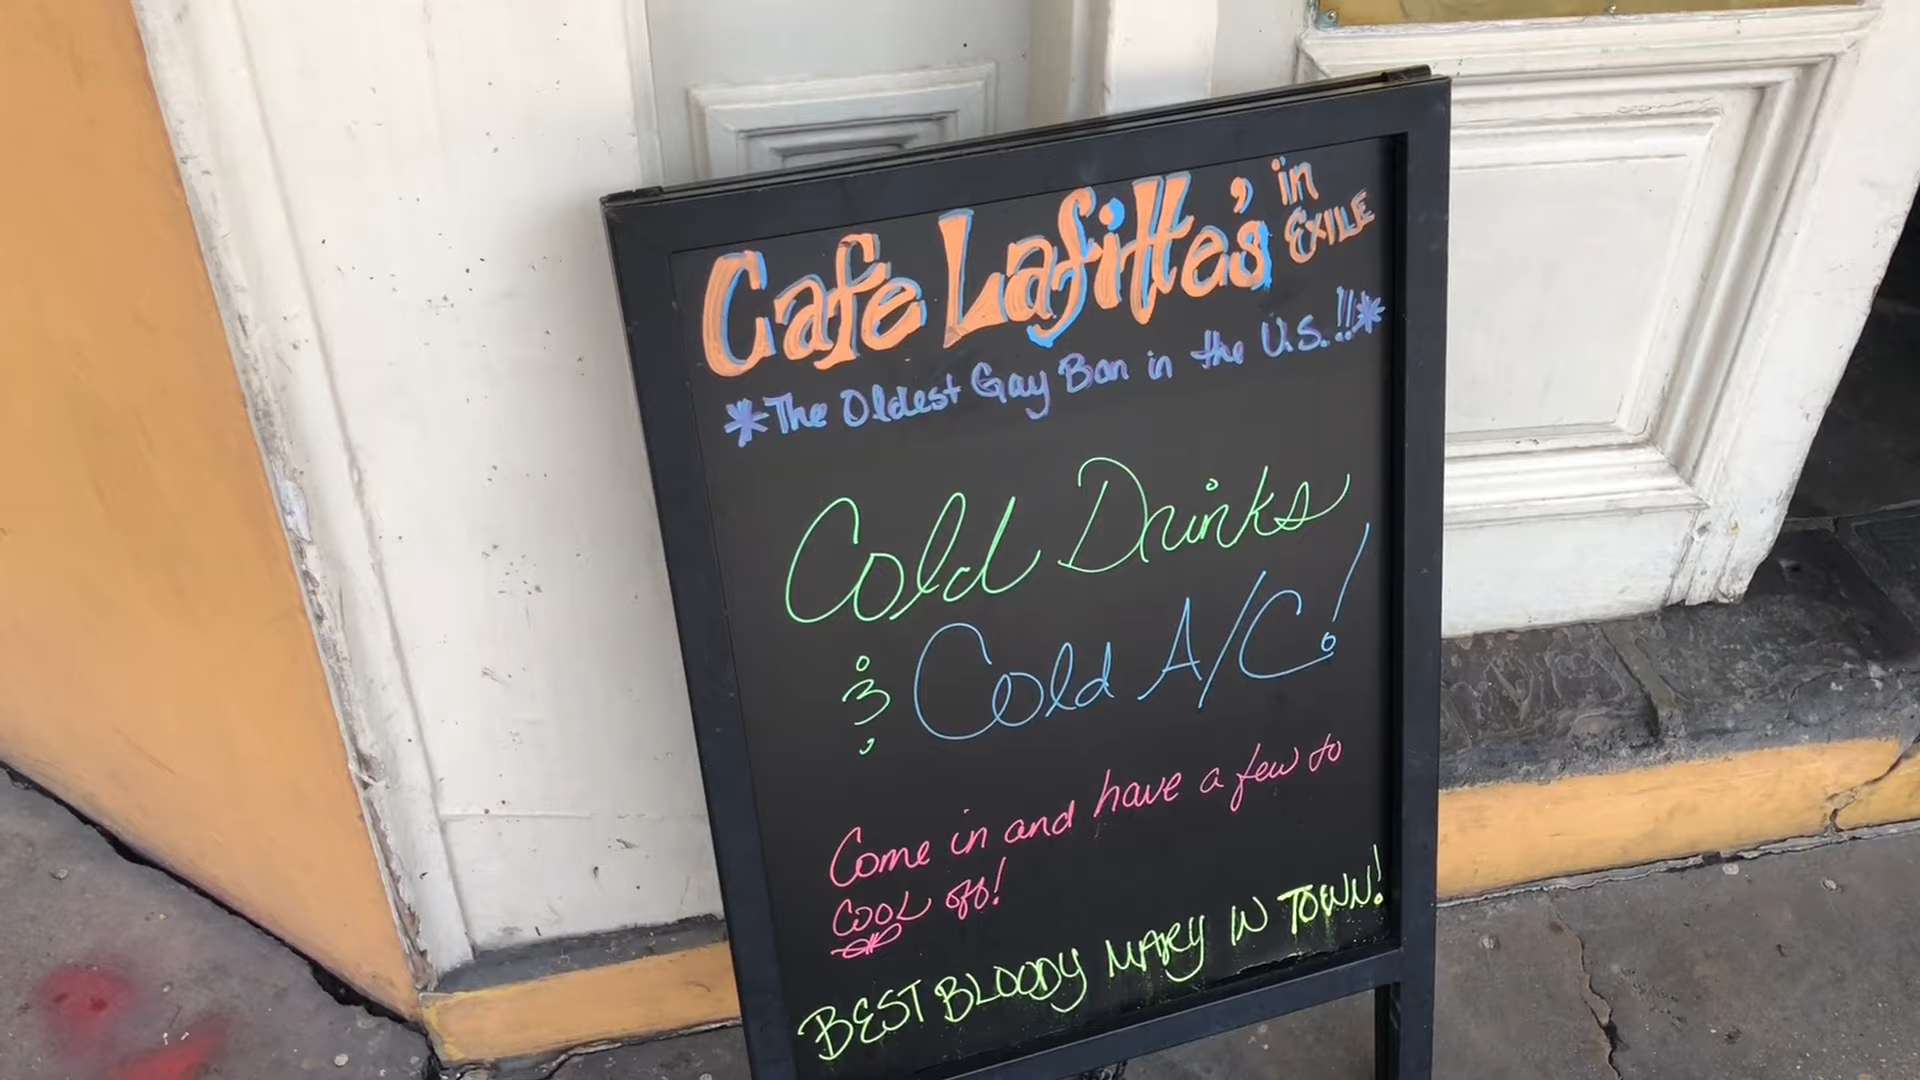 Cafe Lafitte's in EXILE
*The Oldest Gay Bar in the U.S.!!*
Cold Drinks
& Cold A/C!
Come in and have a few to
COOL off!
BEST BLOODY MARY IN TOWN!